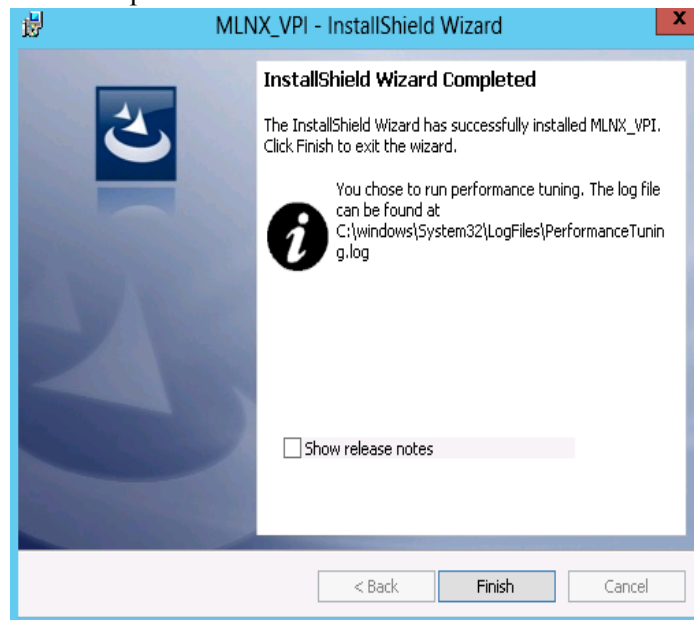 MLNX_VPI - InstallShield Wizard
X
InstallShield Wizard Completed
The InstallShield Wizard has successfully installed MLNX_VPI.
Click Finish to exit the wizard.
You chose to run performance tuning. The log file
can be found at
C:\windows\System32\LogFiles\PerformanceTunin
g.log
Show release notes
< Back
Finish
Cancel